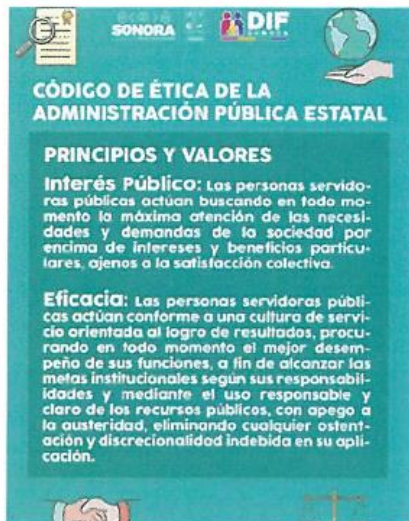 SONORA DIF
SONORA
CÓDIGO DE ÉTICA DE LA
ADMINISTRACIÓN PÚBLICA ESTATAL
PRINCIPIOS Y VALORES
Interés Público: Las personas servido-
ras públicas actúan buscando en todo mo-
mento la máxima atención de las necesi-
dades y demandas de la sociedad por
encima de intereses y beneficios particu-
lares, ajenos a la satisfacción colectiva.
Eficacia: Las personas servidoras públi-
cas actúan conforme a una cultura de servi-
cio orientada al logro de resultados, procu-
rando en todo momento el mejor desem-
peño de sus funciones, a fin de alcanzar las
metas institucionales según sus responsabil-
idades y mediante el uso responsable y
claro de los recursos públicos, con apego a
la austeridad, eliminando cualquier ostent-
ación y discrecionalidad indebida en su apli-
cación.